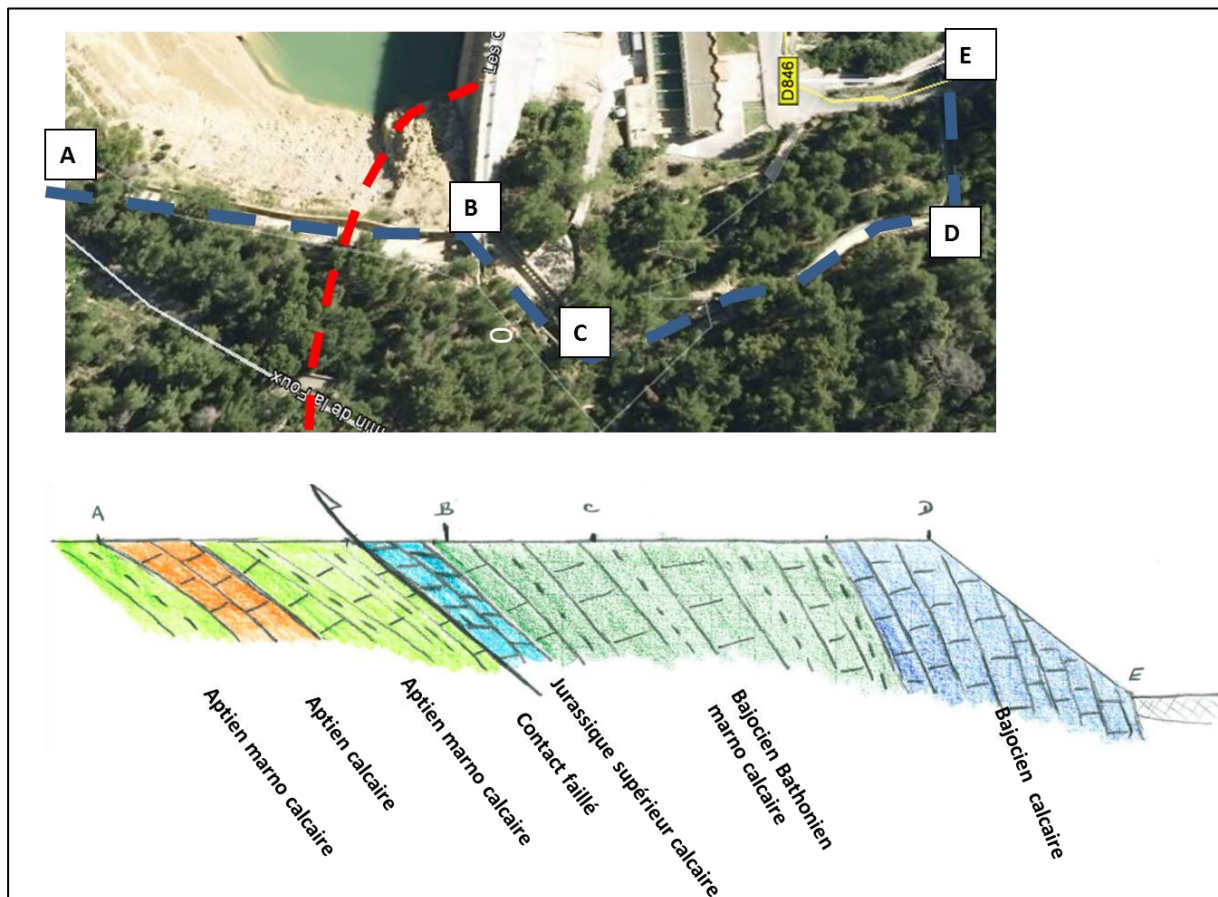 Les c
E
D846
A
B
D
C
min de la Foux
A
B
C
D
E
Aptien marno calcaire
Aptien calcaire
Aptien marno calcaire
Contact faillé
Jurassique supérieur calcaire
Bajocien Bathonien
marno calcaire
Bajocien calcaire